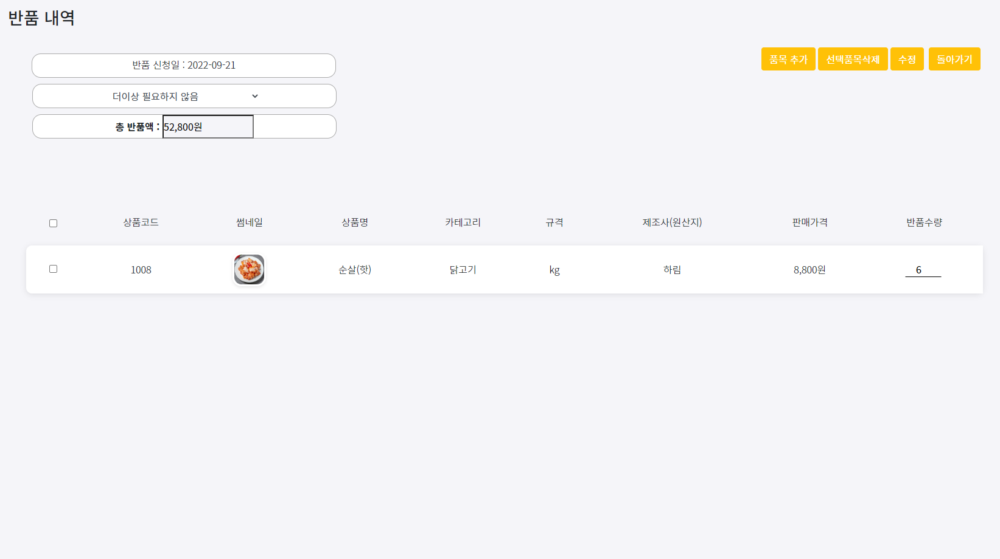 반품 내역
반품 신청일 : 2022-09-21
품목 추가 선택품목삭제 수정 돌아가기
더이상 필요하지 않음
총 반품액 : 52,800원
상품코드 썸네일 상품명 카테고리 규격 제조사(원산지) 판매가격 반품수량
1008 순살(핫) 닭고기 kg 하림 8,800원 6